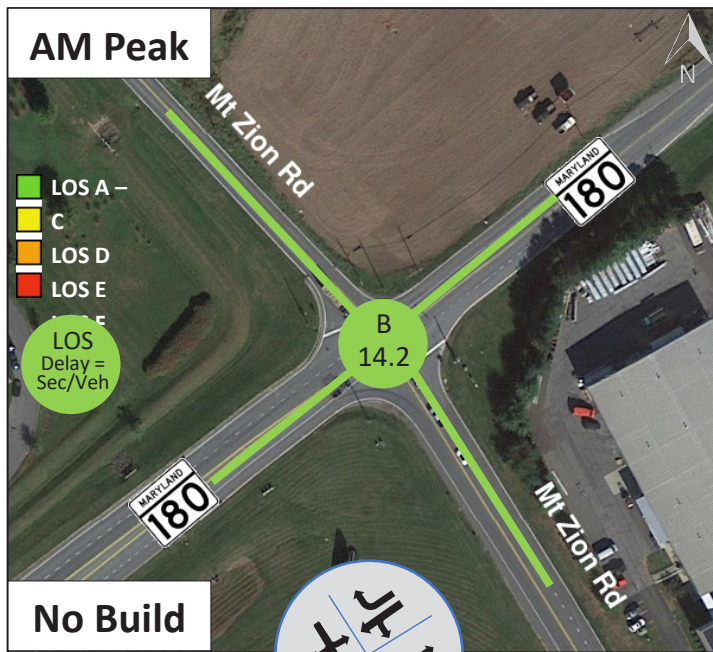 AM Peak
N
Mt Zion Rd
MARYLAND
180
LOS A –
C
LOS D
LOS E
B
14.2
LOS
Delay =
Sec/Veh
MARYLAND
180
Mt Zion Rd
No Build